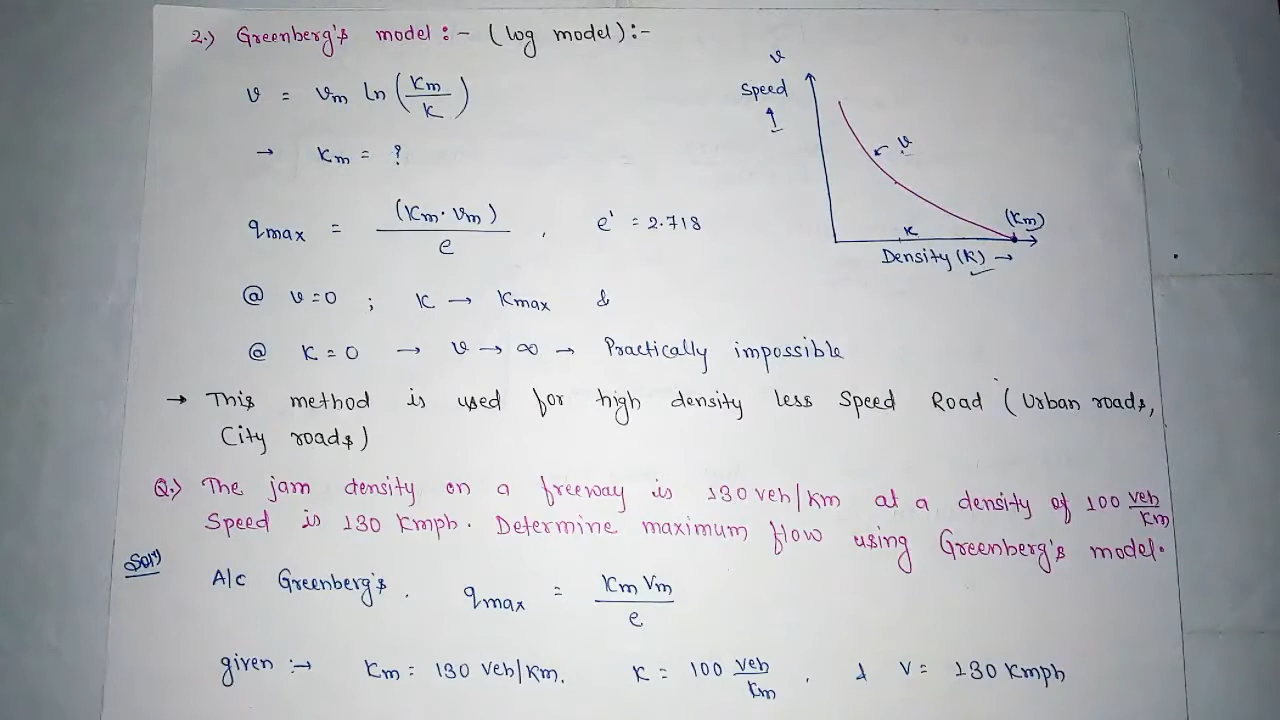 2.) Greenberg's model :- (log model) :-
v = vm ln (Km/K)
→ Km = ?
qmax = (Km·vm)/e , e' = 2.718
@ v=0 ; K → Kmax &
@ K=0 → v → ∞ → Practically impossible
→ This method is used for high density less Speed Road (Urban roads,
City roads)
v
Speed
↑
v
K
(Km)
Density (K) →
Q.) The jam density on a freeway is 130 veh/km at a density of 100 veh/km
Speed is 130 Kmph. Determine maximum flow using Greenberg's model.
Solⁿ)
A/c Greenberg's, qmax = Km Vm/e
given :→ Km = 130 Veh/Km. K = 100 veh/km , & V = 130 Kmph